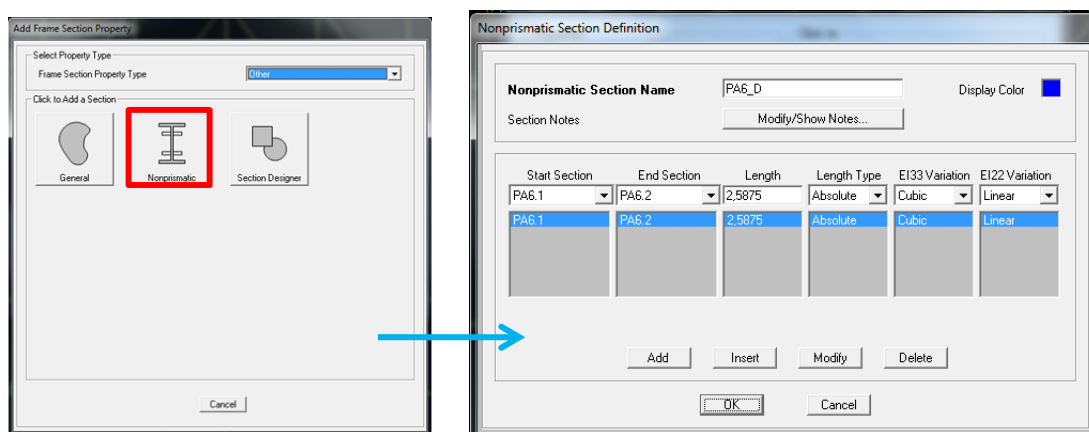 Add Frame Section Property
Select Property Type
Frame Section Property Type
Other
Click to Add a Section
General
Nonprismatic
Section Designer
Cancel
Nonprismatic Section Definition
Nonprismatic Section Name
PA6_D
Display Color
Section Notes
Modify/Show Notes...
Start Section End Section Length Length Type EI33 Variation EI22 Variation
PA6.1 PA6.2 2,5875 Absolute Cubic Linear
PA6.1 PA6.2 2,5875 Absolute Cubic Linear
Add Insert Modify Delete
OK Cancel